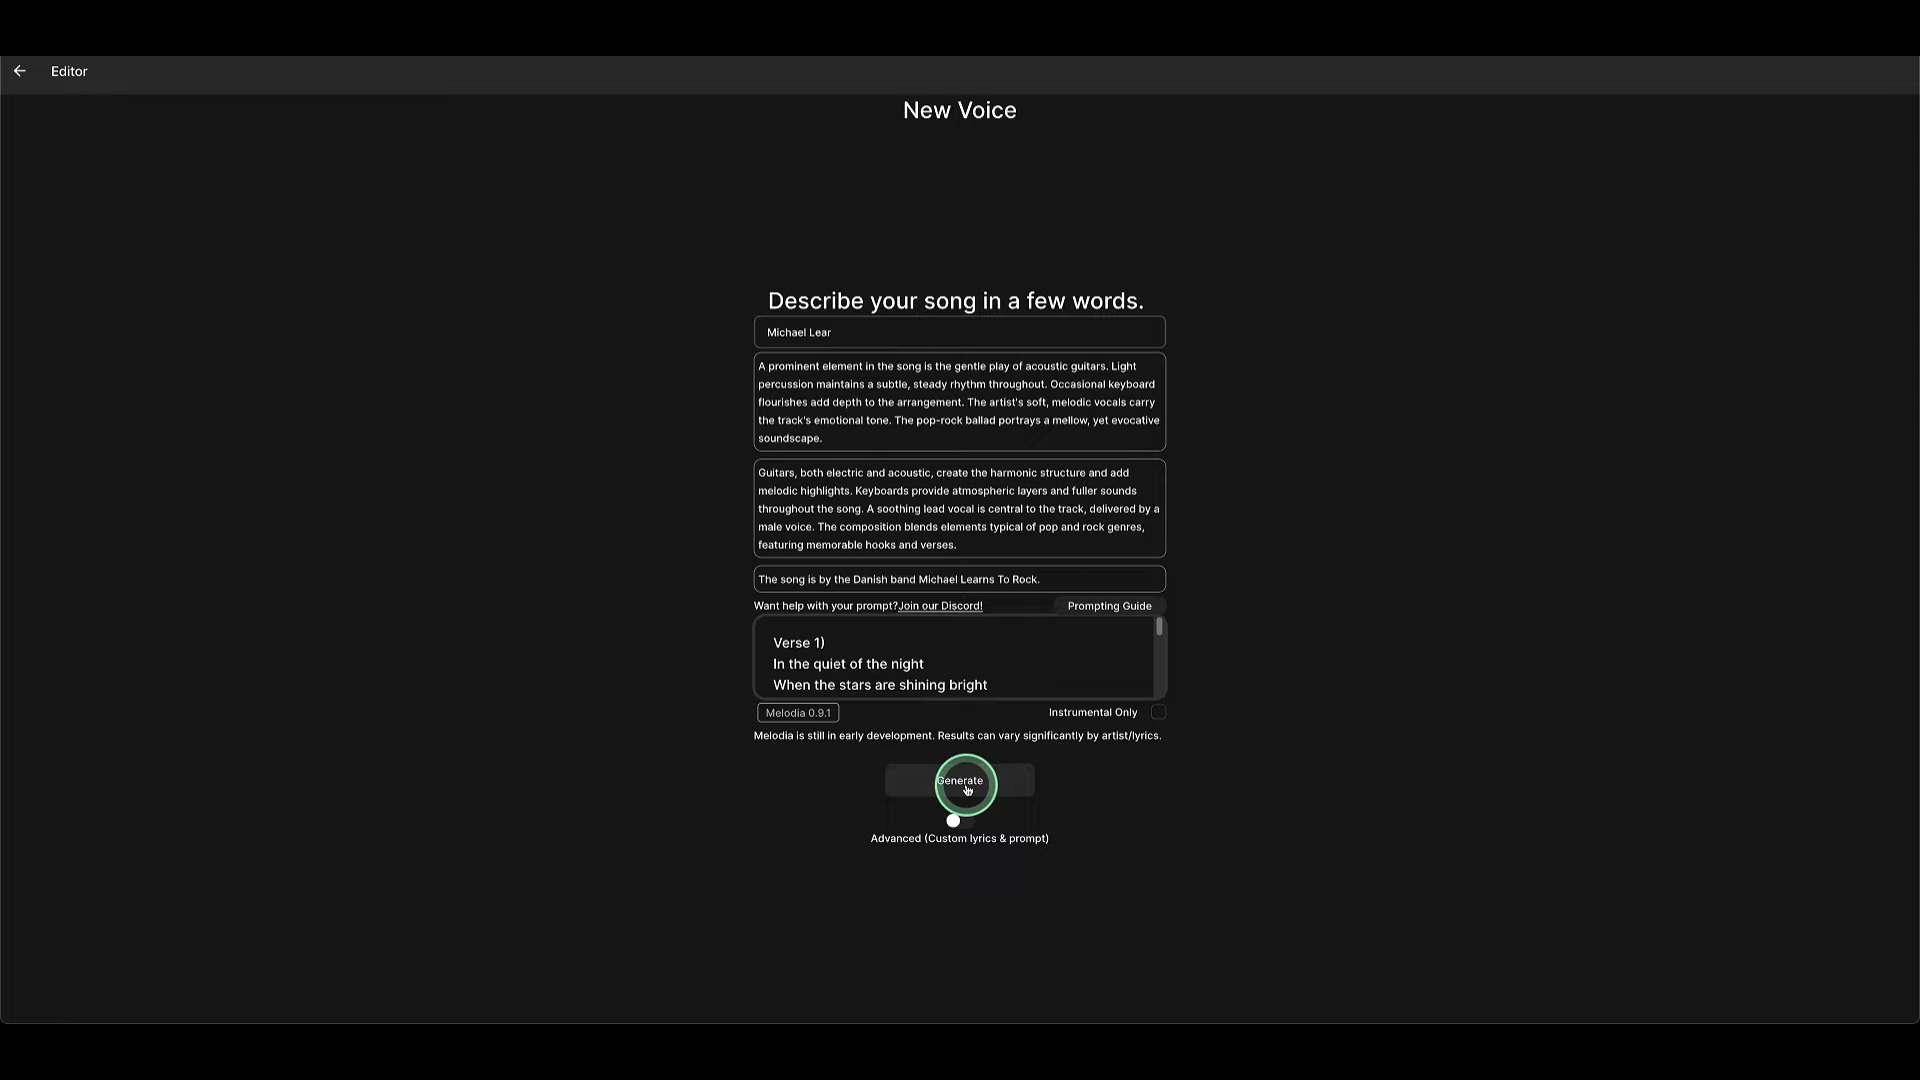 Editor
New Voice
Describe your song in a few words.
Michael Lear
A prominent element in the song is the gentle play of acoustic guitars. Light
percussion maintains a subtle, steady rhythm throughout. Occasional keyboard
flourishes add depth to the arrangement. The artist's soft, melodic vocals carry
the track's emotional tone. The pop-rock ballad portrays a mellow, yet evocative
soundscape.
Guitars, both electric and acoustic, create the harmonic structure and add
melodic highlights. Keyboards provide atmospheric layers and fuller sounds
throughout the song. A soothing lead vocal is central to the track, delivered by a
male voice. The composition blends elements typical of pop and rock genres,
featuring memorable hooks and verses.
The song is by the Danish band Michael Learns To Rock.
Want help with your prompt?Join our Discord! Prompting Guide
Verse 1)
In the quiet of the night
When the stars are shining bright
Melodia 0.9.1 Instrumental Only
Melodia is still in early development. Results can vary significantly by artist/lyrics.
Generate
Advanced (Custom lyrics & prompt)